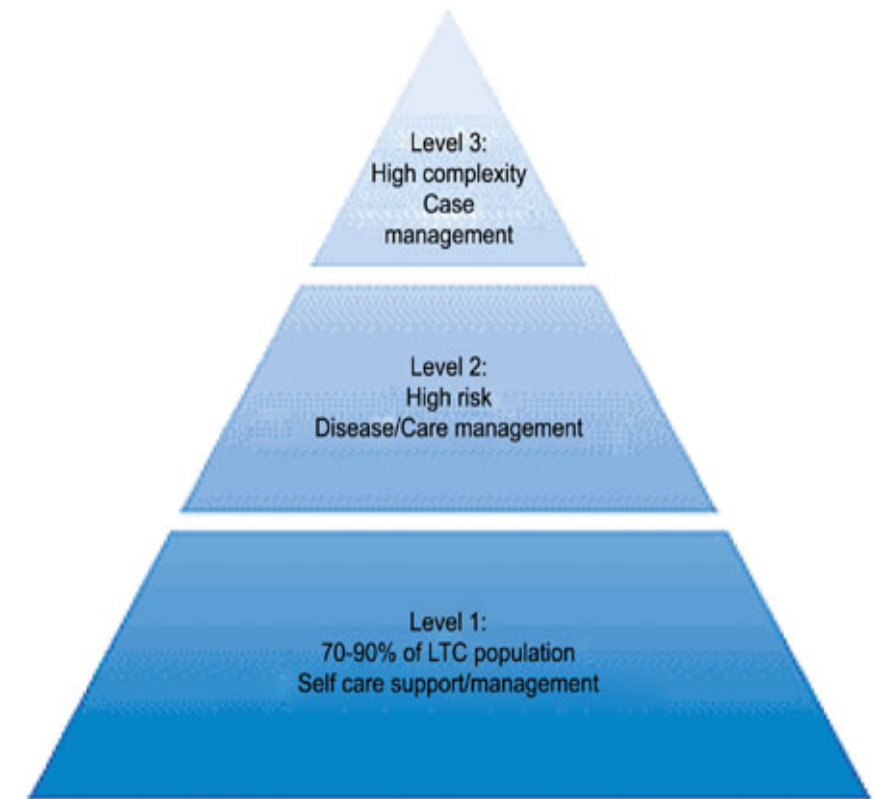 Level 3:
High complexity
Case
management
Level 2:
High risk
Disease/Care management
Level 1:
70-90% of LTC population
Self care support/management